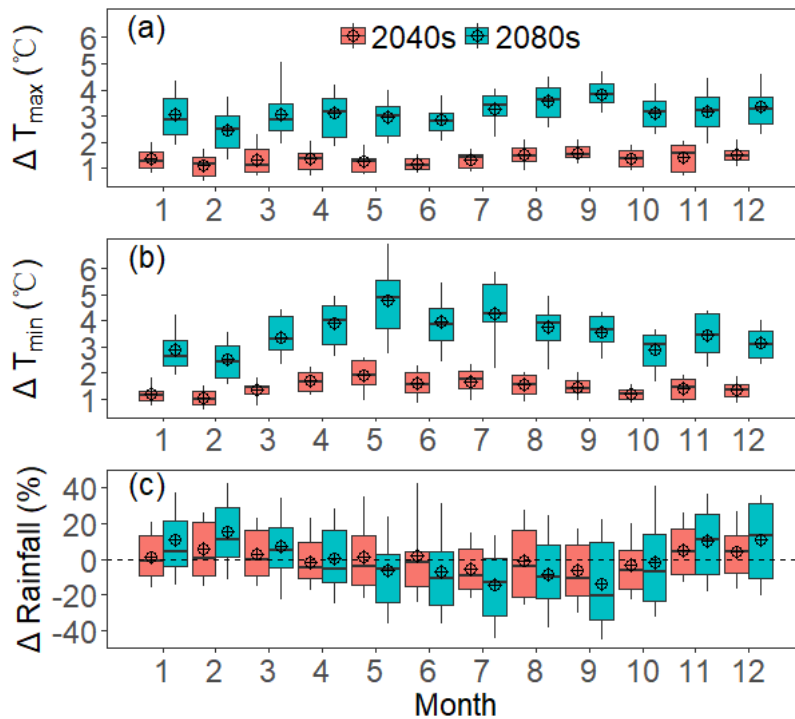 (a)
2040s 2080s
Δ Tmax (℃)
6
5
4
3
2
1
1 2 3 4 5 6 7 8 9 10 11 12
(b)
Δ Tmin (℃)
6
5
4
3
2
1
1 2 3 4 5 6 7 8 9 10 11 12
(c)
Δ Rainfall (%)
40
20
0
-20
-40
1 2 3 4 5 6 7 8 9 10 11 12
Month